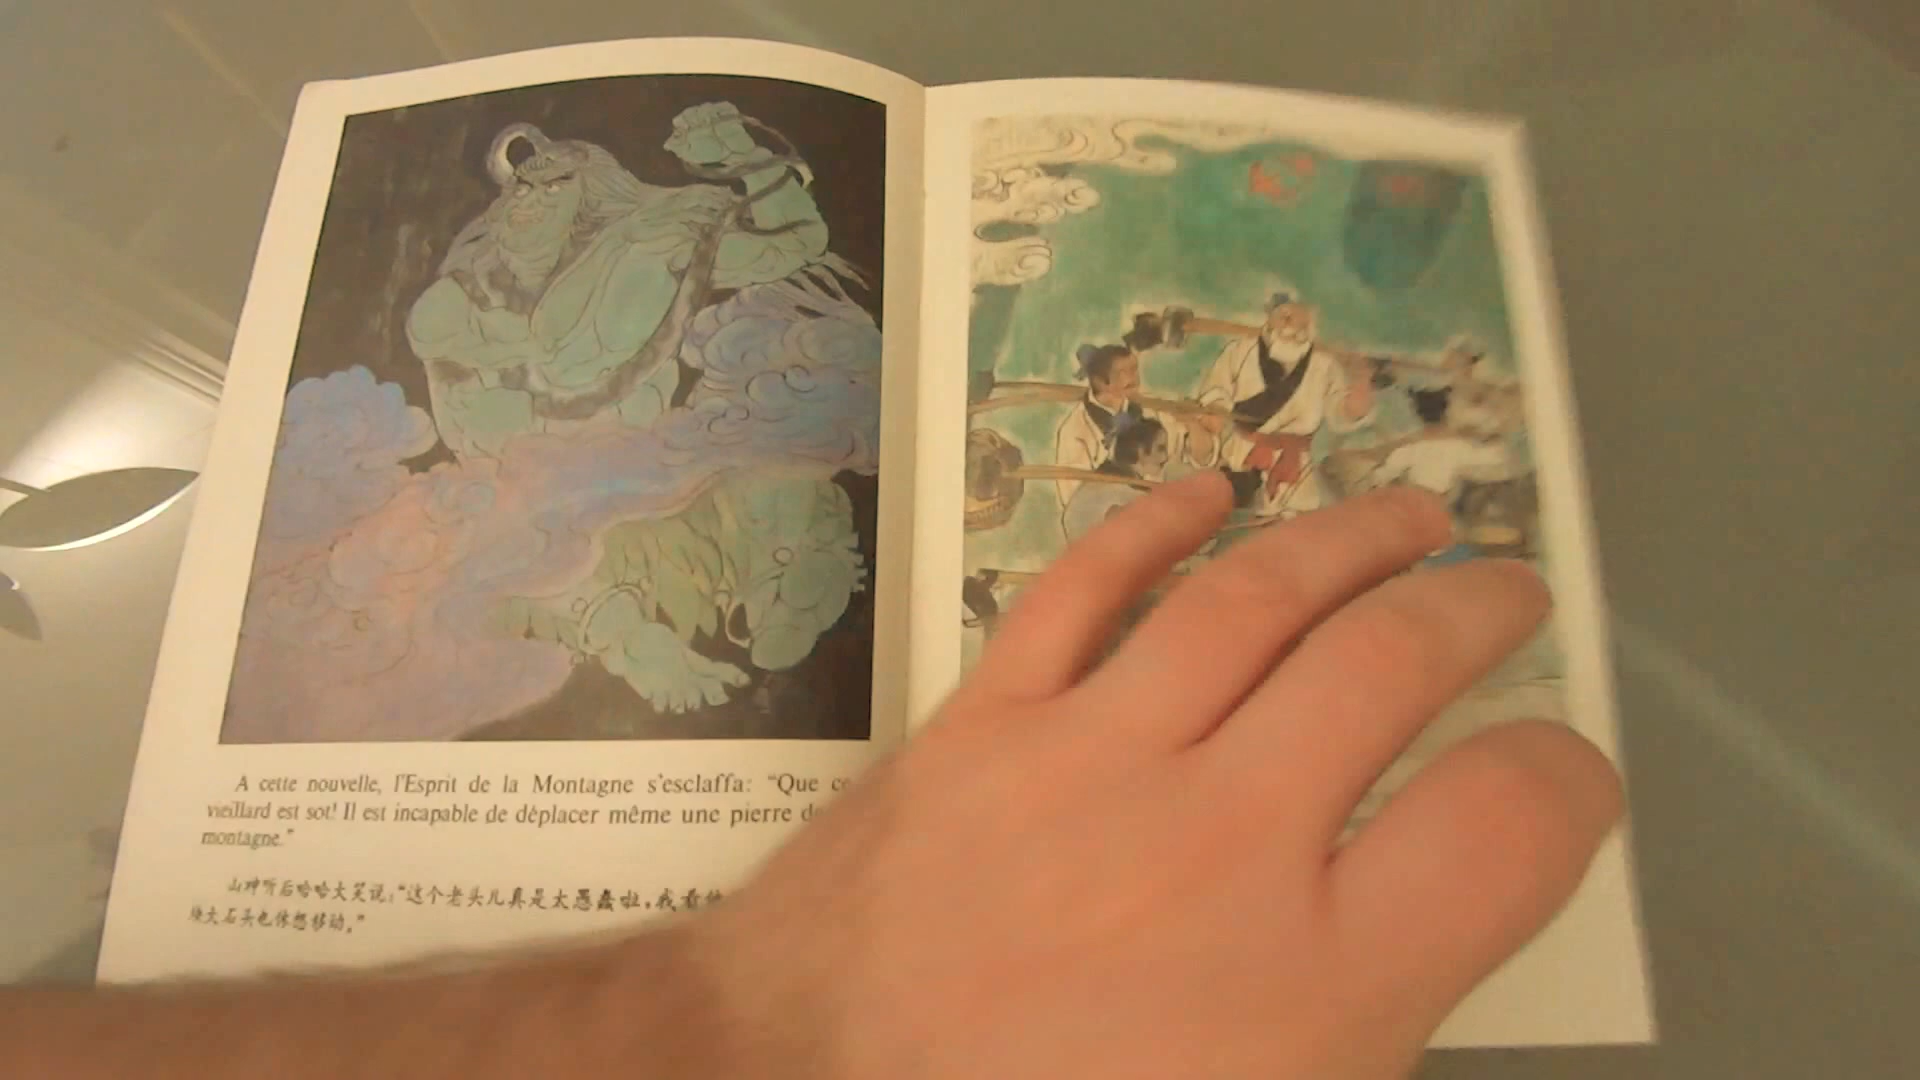 A cette nouvelle, l'Esprit de la Montagne s'esclaffa: "Que ce
vieillard est sot! Il est incapable de déplacer même une pierre de
montagne."
山神听后哈哈大笑说:"这个老头儿真是太愚蠢啦,我看他
块大石头也休想移动。"